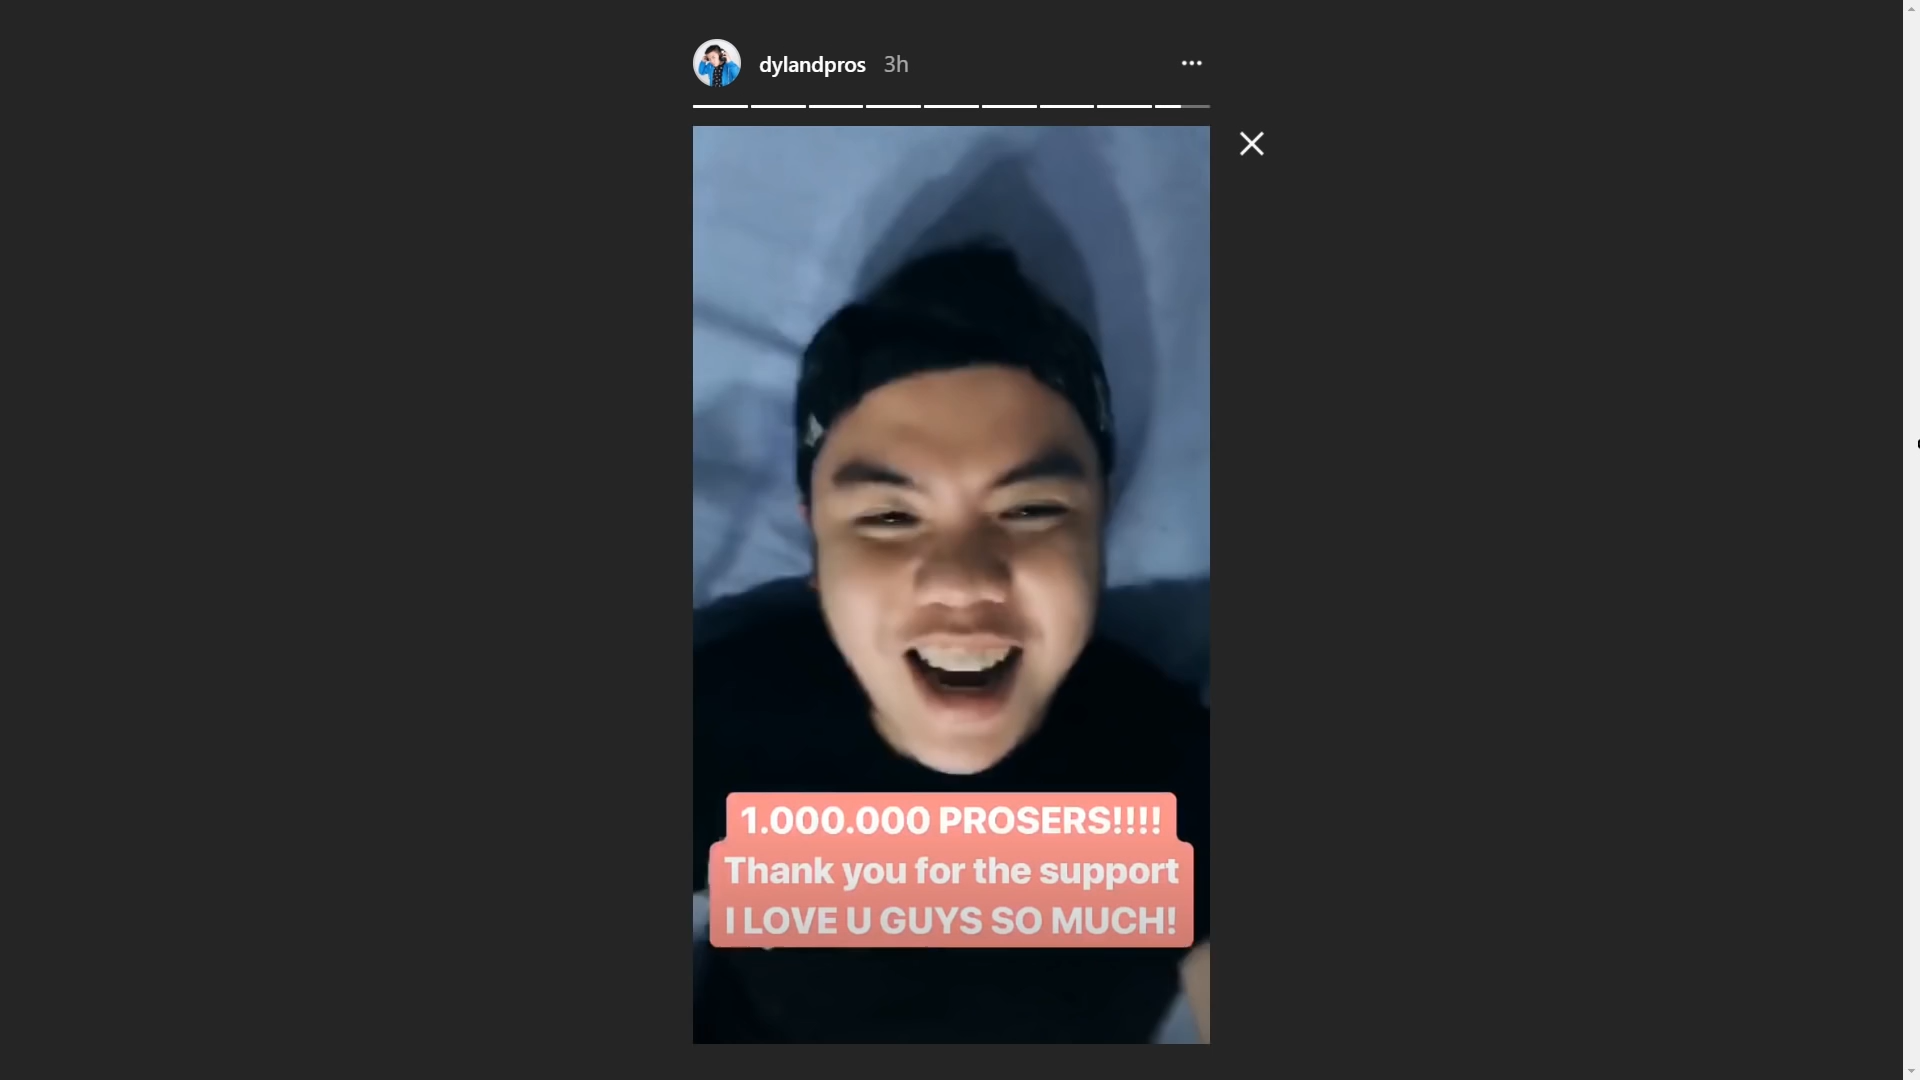 dylandpros 3h
1.000.000 PROSERS!!!!
Thank you for the support
I LOVE U GUYS SO MUCH!